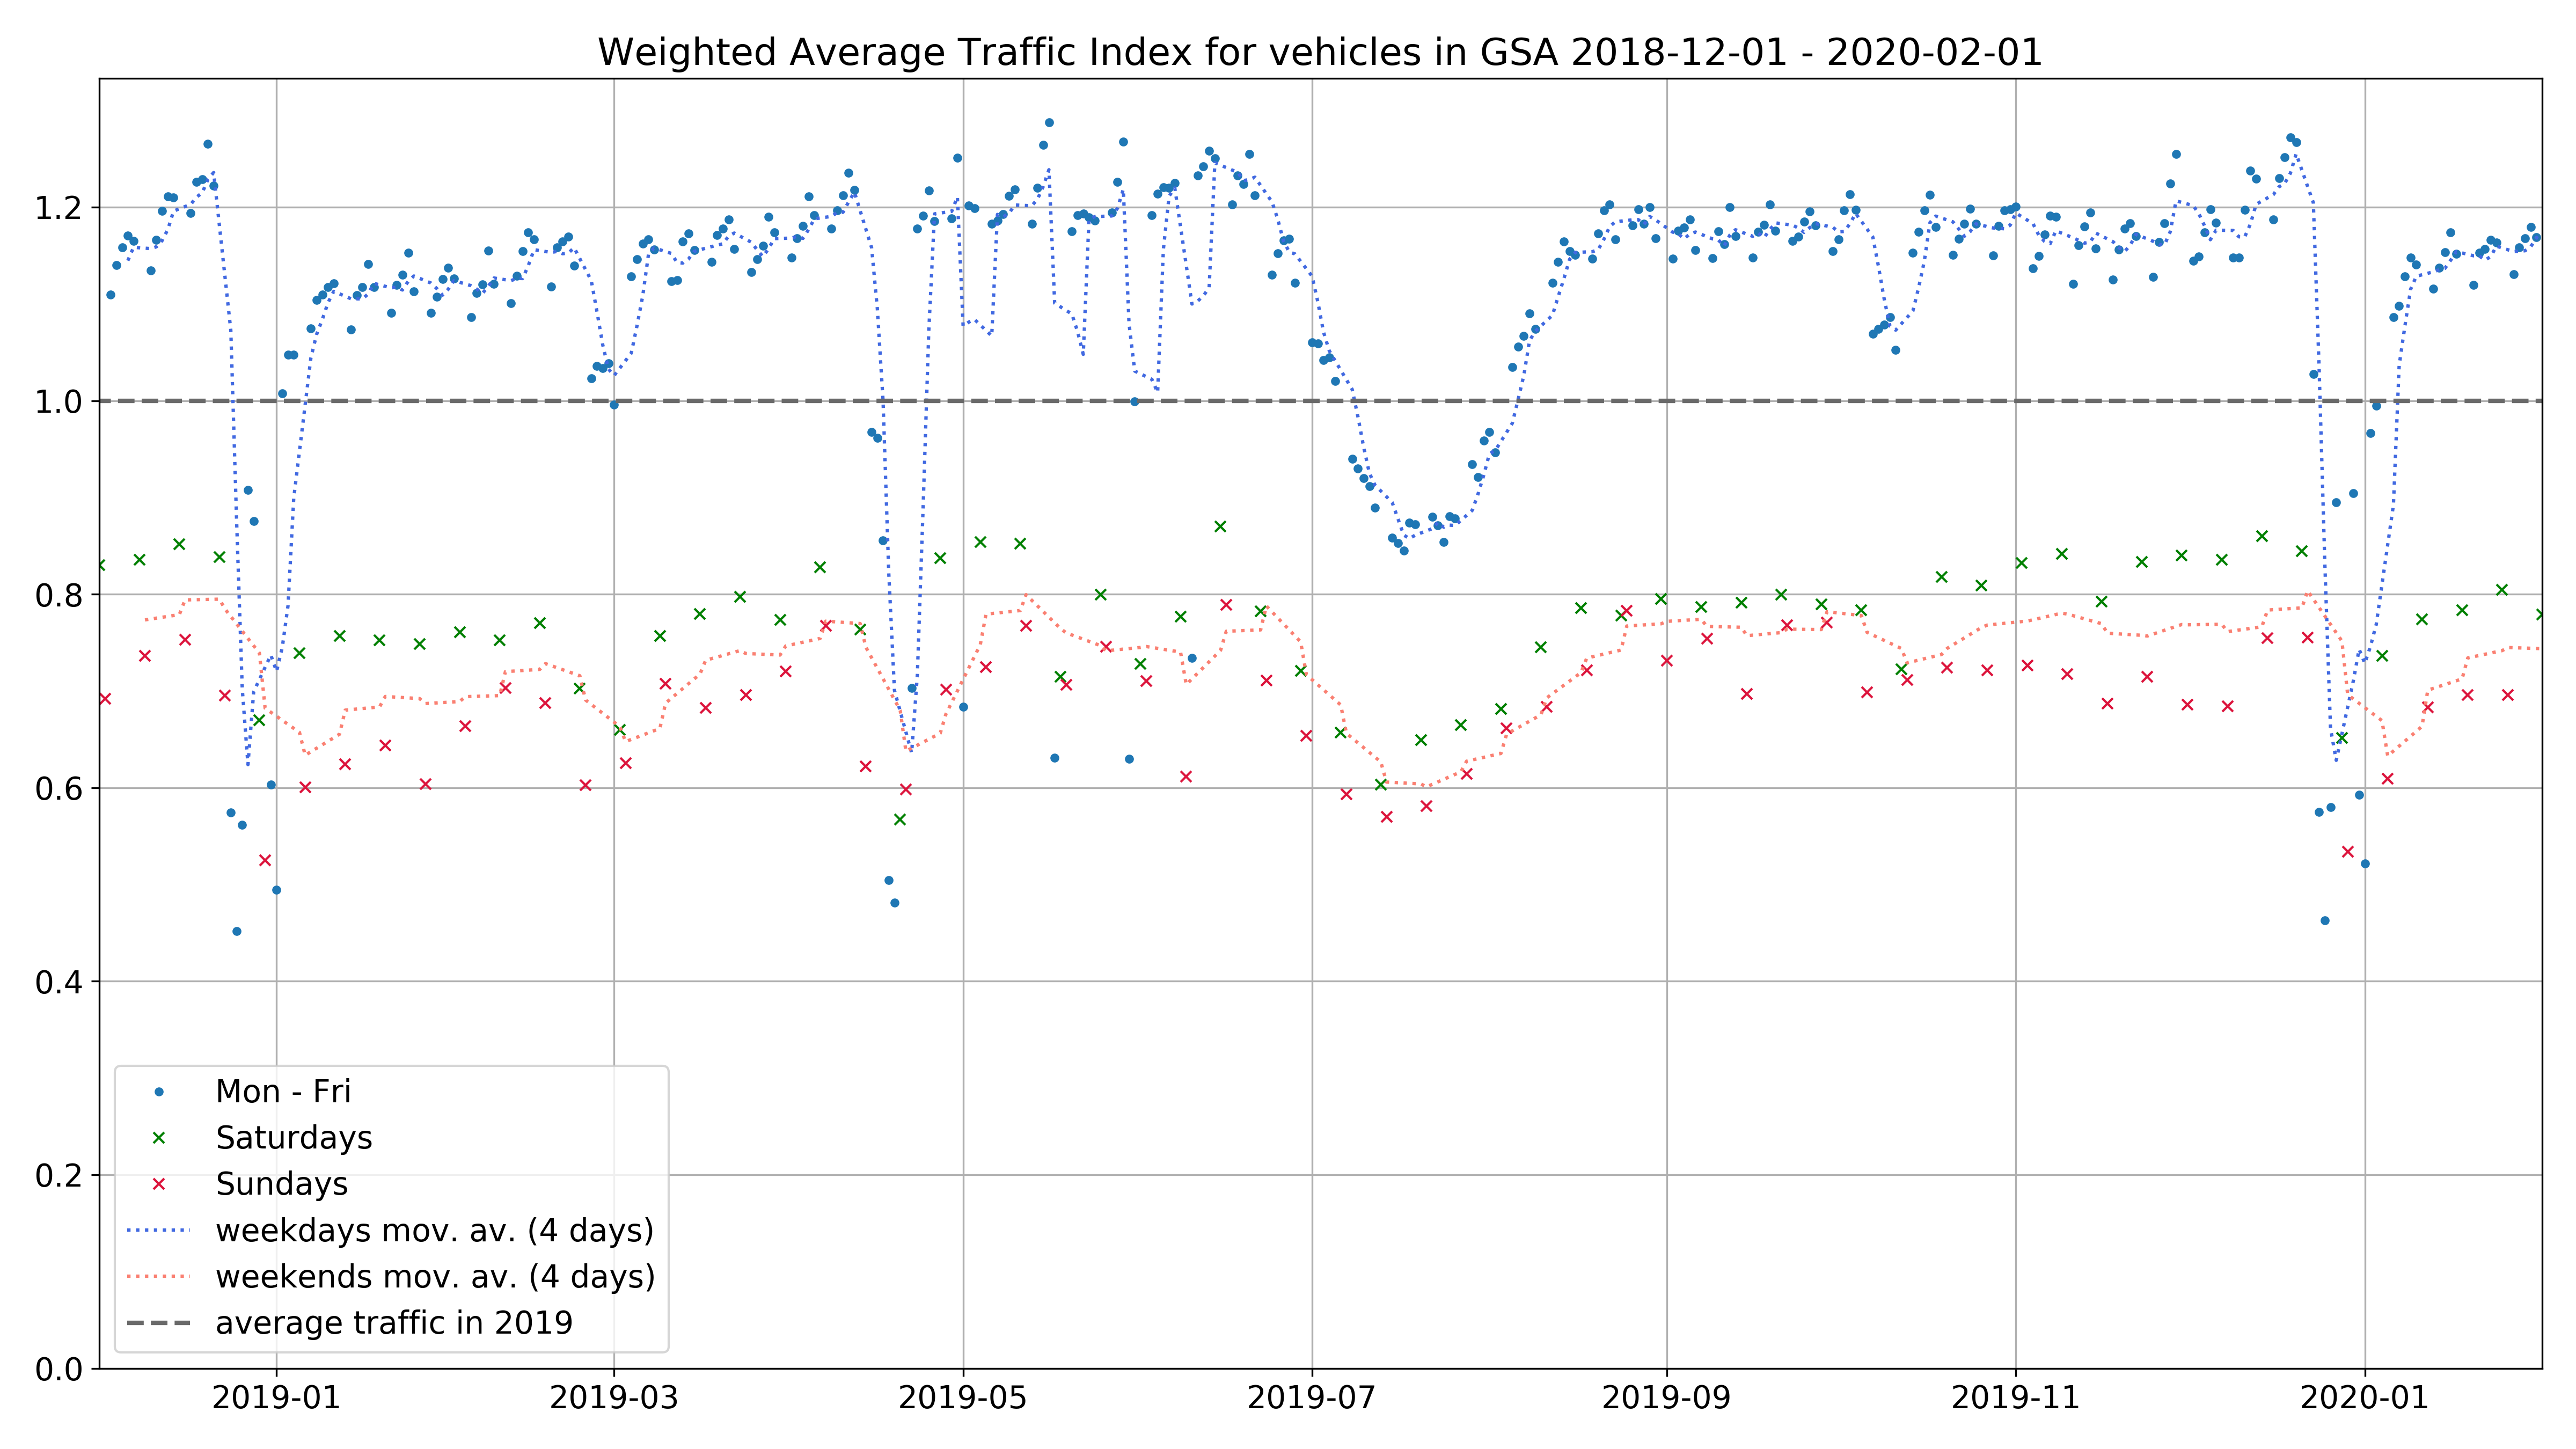 Weighted Average Traffic Index for vehicles in GSA 2018-12-01 - 2020-02-01
1.2
1.0
0.8
0.6
0.4
0.2
0.0
Mon - Fri
Saturdays
Sundays
weekdays mov. av. (4 days)
weekends mov. av. (4 days)
average traffic in 2019
2019-01 2019-03 2019-05 2019-07 2019-09 2019-11 2020-01